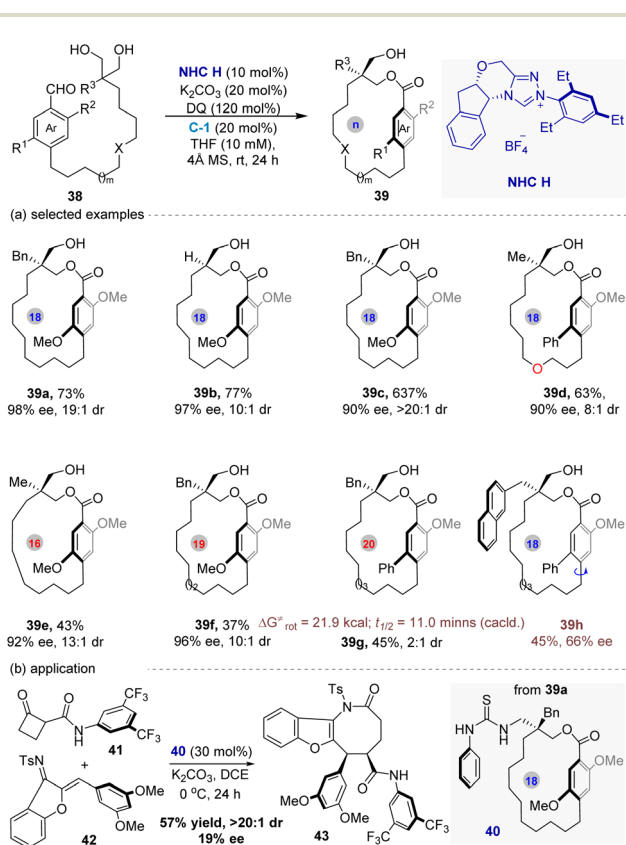 HO OH
R³
CHO
R²
Ar
R¹
X
( )m
38
NHC H (10 mol%)
K₂CO₃ (20 mol%)
DQ (120 mol%)
C-1 (20 mol%)
THF (10 mM),
4Å MS, rt, 24 h
R³ OH
O O
n
R²
Ar
R¹
X
( )m
39
O
N N
N +
Et
Et
Et
BF₄⁻
NHC H
(a) selected examples
Bn OH
O O
18
OMe
MeO
39a, 73%
98% ee, 19:1 dr
H OH
O O
18
OMe
MeO
39b, 77%
97% ee, 10:1 dr
Bn OH
O O
18
OMe
MeO
39c, 637%
90% ee, >20:1 dr
Me OH
O O
18
OMe
Ph
O
39d, 63%,
90% ee, 8:1 dr
Me OH
O O
16
OMe
MeO
39e, 43%
92% ee, 13:1 dr
Bn OH
O O
19
OMe
MeO
( )2
39f, 37%
96% ee, 10:1 dr
Bn OH
O O
20
OMe
Ph
( )3
ΔG≠rot = 21.9 kcal; t1/2 = 11.0 minns (cacld.)
39g, 45%, 2:1 dr
OH
O O
18
OMe
Ph
( )3
39h
45%, 66% ee
(b) application
O O
N
H
CF₃
CF₃
41
TsN
O
OMe
OMe
42
40 (30 mol%)
K₂CO₃, DCE
0 °C, 24 h
57% yield, >20:1 dr
19% ee
Ts O
N
O
O
NH
MeO
OMe
F₃C
CF₃
43
from 39a
S
HN N
H
Bn
O O
18
OMe
MeO
40